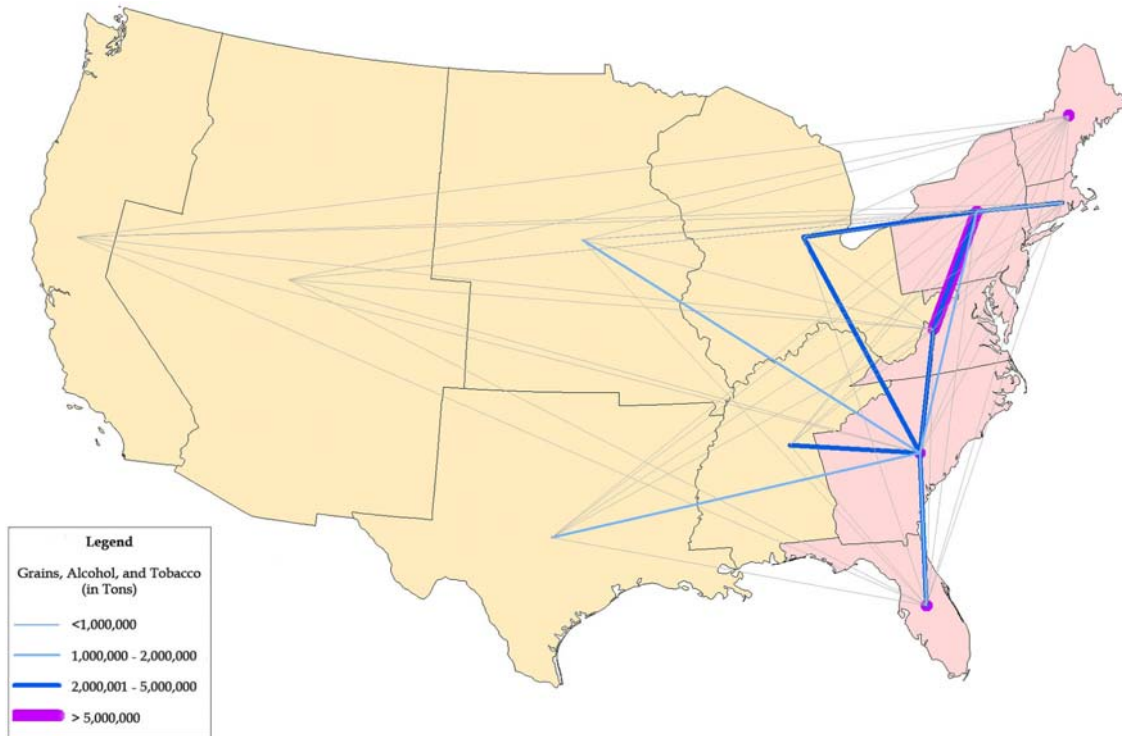 Legend
Grains, Alcohol, and Tobacco
(in Tons)
<1,000,000
1,000,000 - 2,000,000
2,000,001 - 5,000,000
> 5,000,000